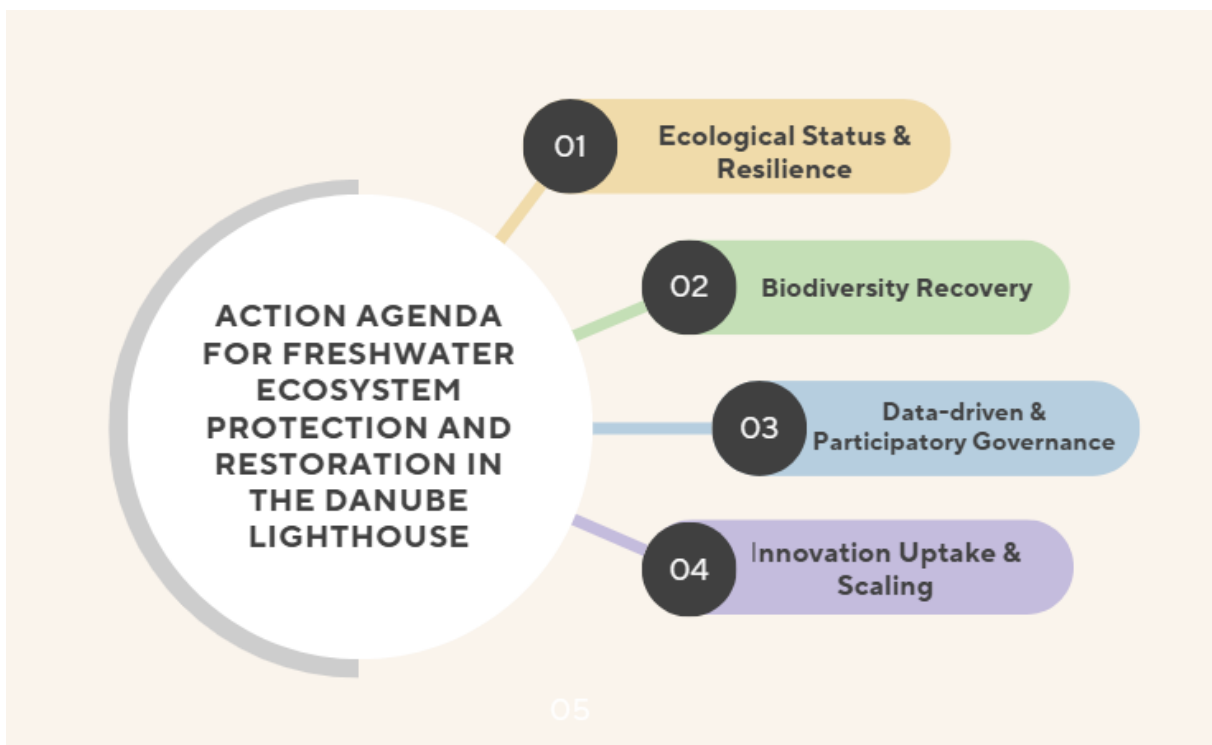 ACTION AGENDA
FOR FRESHWATER
ECOSYSTEM
PROTECTION AND
RESTORATION IN
THE DANUBE
LIGHTHOUSE
01
Ecological Status &
Resilience
02
Biodiversity Recovery
03
Data-driven &
Participatory Governance
04
Innovation Uptake &
Scaling
05